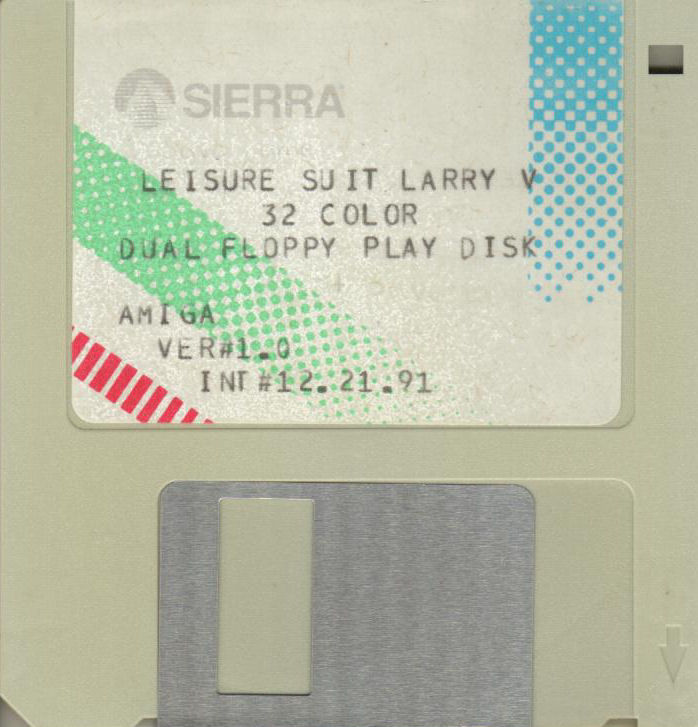 SIERRA
LEISURE SUIT LARRY V
32 COLOR
DUAL FLOPPY PLAY DISK
AMIGA
VER#1.0
INT#12.21.91